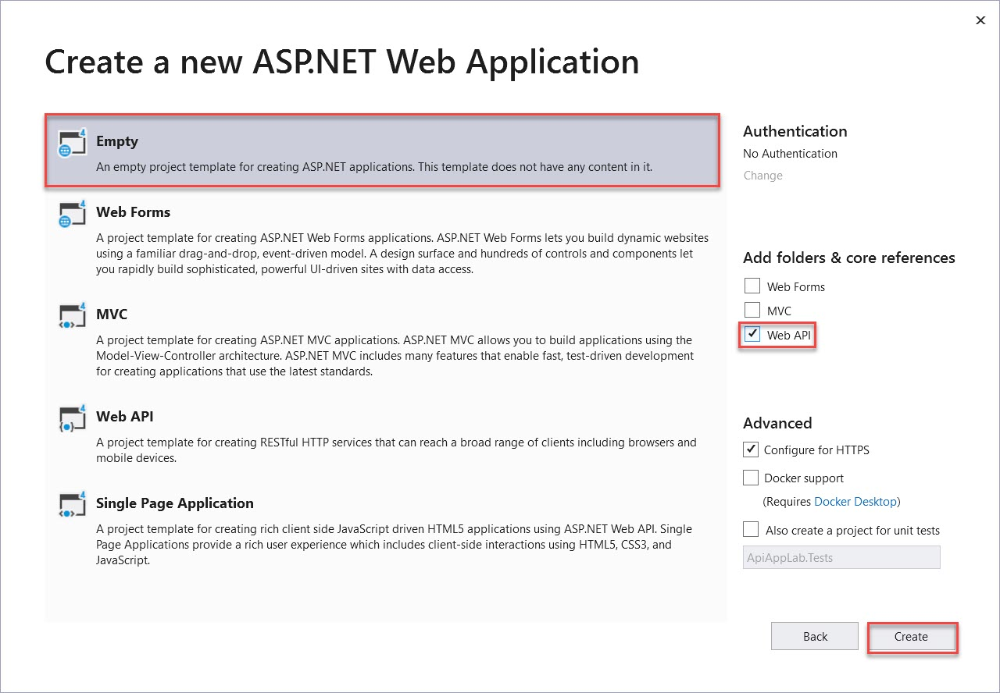 Create a new ASP.NET Web Application
Empty
An empty project template for creating ASP.NET applications. This template does not have any content in it.
Web Forms
A project template for creating ASP.NET Web Forms applications. ASP.NET Web Forms lets you build dynamic websites
using a familiar drag-and-drop, event-driven model. A design surface and hundreds of controls and components let
you rapidly build sophisticated, powerful UI-driven sites with data access.
MVC
A project template for creating ASP.NET MVC applications. ASP.NET MVC allows you to build applications using the
Model-View-Controller architecture. ASP.NET MVC includes many features that enable fast, test-driven development
for creating applications that use the latest standards.
Web API
A project template for creating RESTful HTTP services that can reach a broad range of clients including browsers and
mobile devices.
Single Page Application
A project template for creating rich client side JavaScript driven HTML5 applications using ASP.NET Web API. Single
Page Applications provide a rich user experience which includes client-side interactions using HTML5, CSS3, and
JavaScript.
Authentication
No Authentication
Change
Add folders & core references
Web Forms
MVC
Web API
Advanced
Configure for HTTPS
Docker support
(Requires Docker Desktop)
Also create a project for unit tests
ApiAppLab.Tests
Back
Create